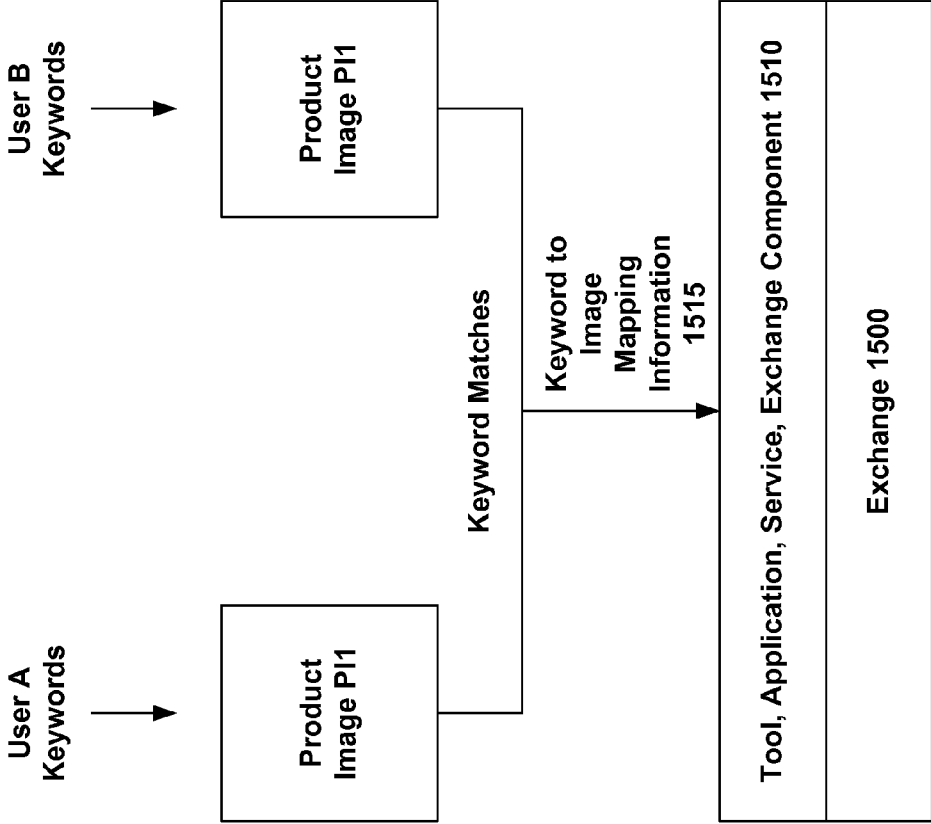 User A
Keywords
User B
Keywords
Product
Image PI1
Product
Image PI1
Keyword Matches
Keyword to
Image
Mapping
Information
1515
Tool, Application, Service, Exchange Component 1510
Exchange 1500